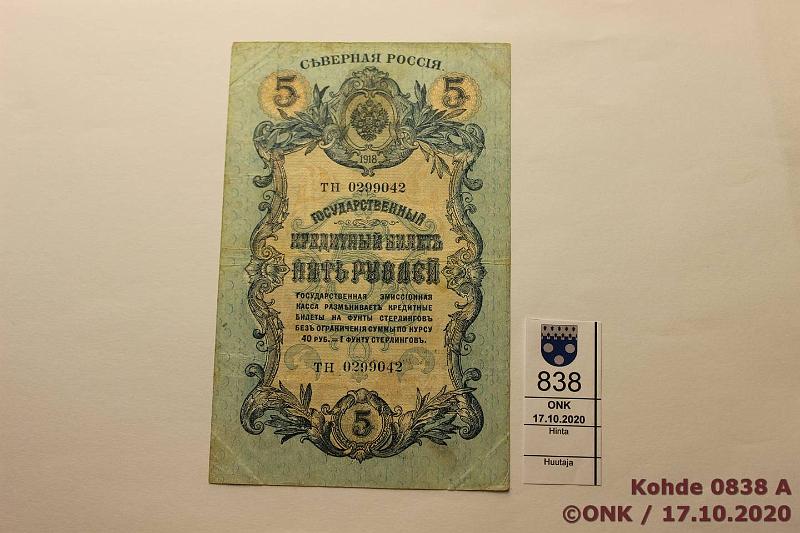 СѢВЕРНАЯ РОССІЯ.
5 5
1918
ТН 0299042
ГОСУДАРСТВЕННЫЙ
КРЕДИТНЫЙ БИЛЕТЪ
ПЯТЬ РУБЛЕЙ
ГОСУДАРСТВЕННАЯ ЭМИССІОННАЯ
КАССА РАЗМѢНИВАЕТЪ КРЕДИТНЫЕ
БИЛЕТЫ НА ФУНТЫ СТЕРЛИНГОВЪ
БЕЗЪ ОГРАНИЧЕНІЯ СУММЫ ПО КУРСУ
40 РУБ. = 1 ФУНТУ СТЕРЛИНГОВЪ.
ТН 0299042
5
838
ONK
17.10.2020
Hinta
Huutaja
Kohde 0838 A
©ONK / 17.10.2020